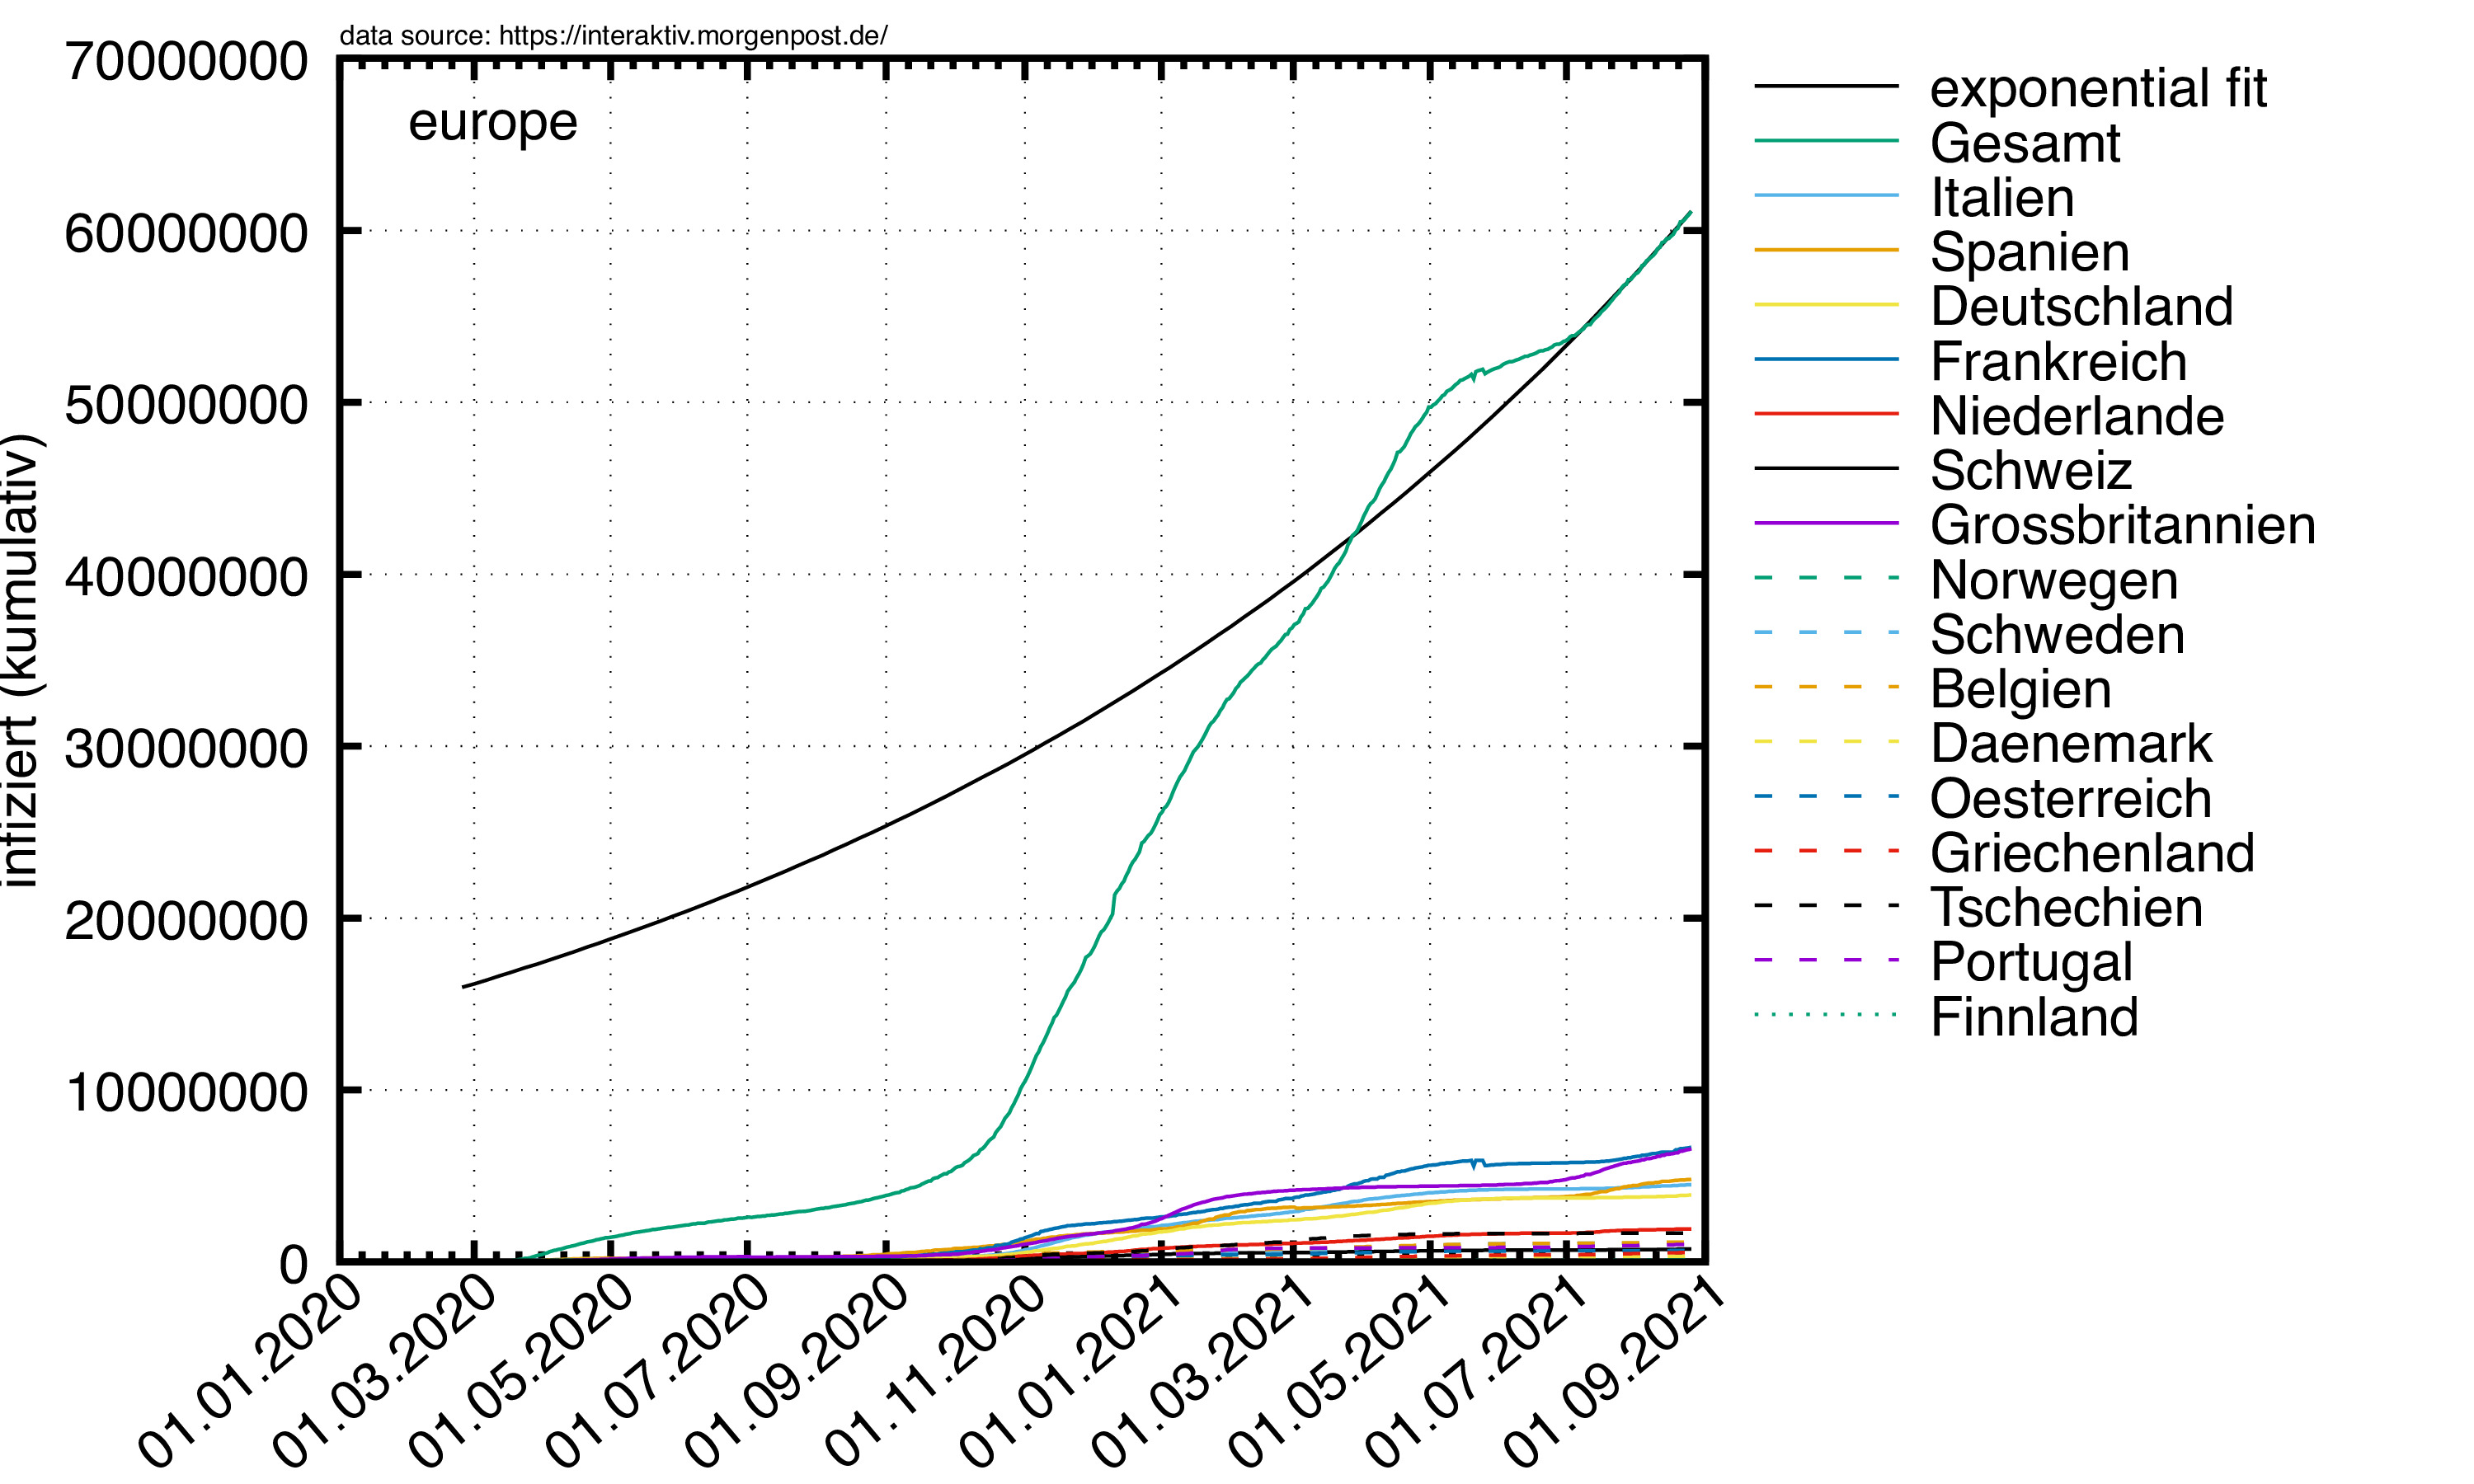 data source: https://interaktiv.morgenpost.de/
70000000
60000000
50000000
40000000
30000000
20000000
10000000
0
infiziert (kumulativ)
europe
exponential fit
Gesamt
Italien
Spanien
Deutschland
Frankreich
Niederlande
Schweiz
Grossbritannien
Norwegen
Schweden
Belgien
Daenemark
Oesterreich
Griechenland
Tschechien
Portugal
Finnland
01.01.2020
01.03.2020
01.05.2020
01.07.2020
01.09.2020
01.11.2020
01.01.2021
01.03.2021
01.05.2021
01.07.2021
01.09.2021